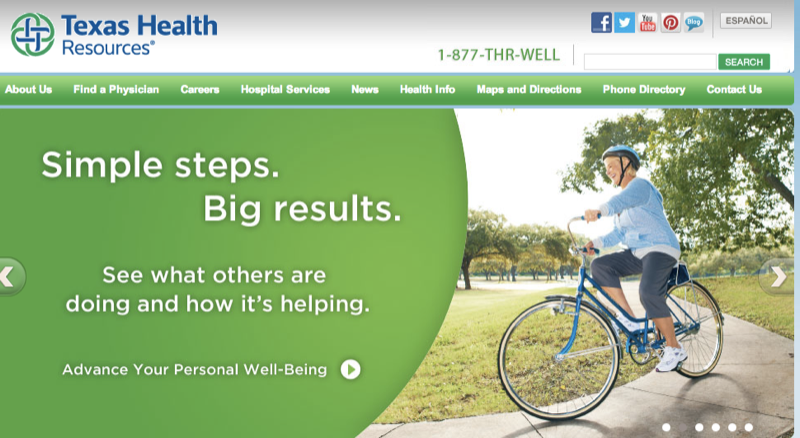 Texas Health
Resources®
You Tube
Blog
ESPAÑOL
1-877-THR-WELL
SEARCH
About Us Find a Physician Careers Hospital Services News Health Info Maps and Directions Phone Directory Contact Us
Simple steps.
Big results.
See what others are
doing and how it's helping.
Advance Your Personal Well-Being